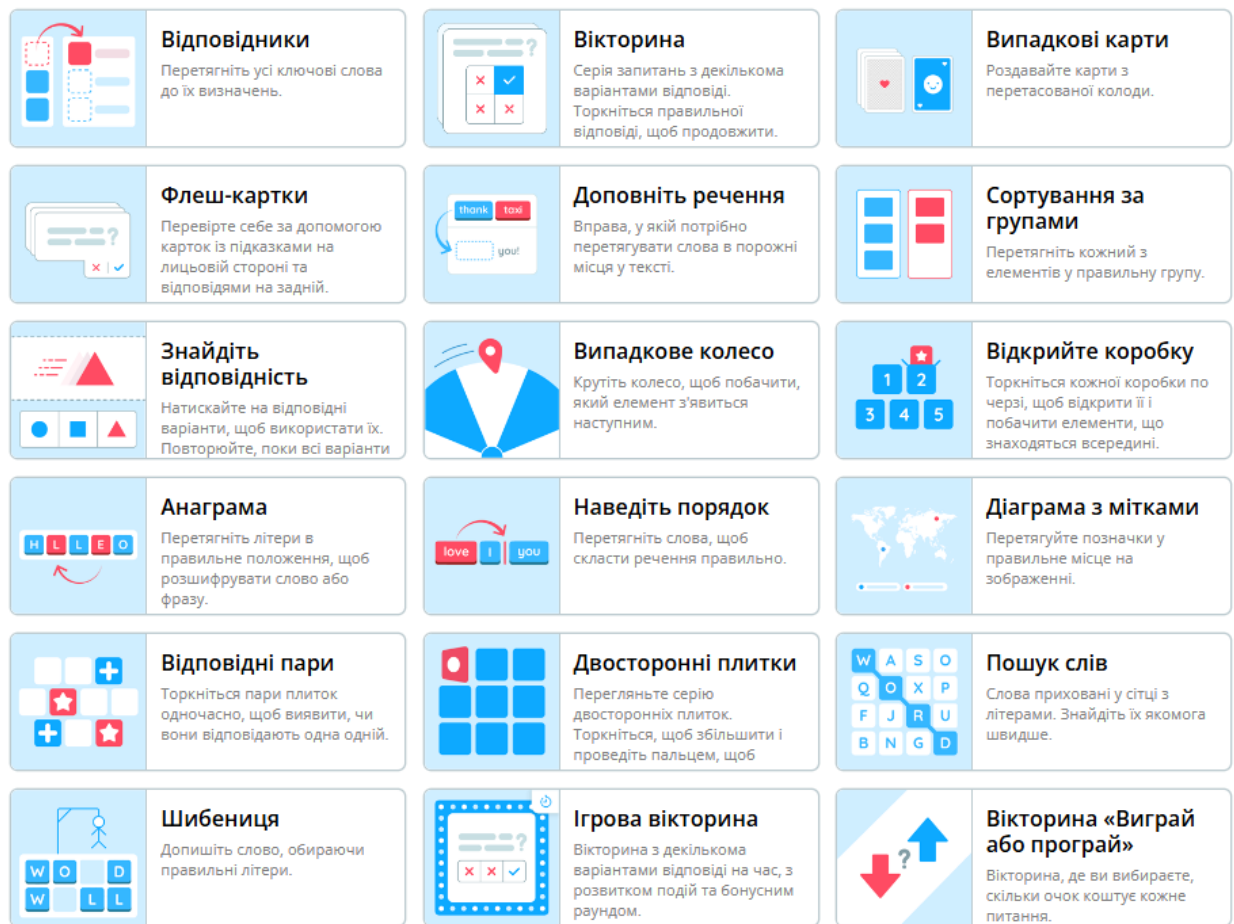 Відповідники
Перетягніть усі ключові слова
до їх визначень.
?
Вікторина
Серія запитань з декількома
варіантами відповіді.
Торкніться правильної
відповіді, щоб продовжити.
Випадкові карти
Роздавайте карти з
перетасованої колоди.
?
Флеш-картки
Перевірте себе за допомогою
карток із підказками на
лицьовій стороні та
відповідями на задній.
thank taxi
you!
Доповніть речення
Вправа, у якій потрібно
перетягувати слова в порожні
місця у тексті.
Сортування за
групами
Перетягніть кожний з
елементів у правильну групу.
Знайдіть
відповідність
Натискайте на відповідні
варіанти, щоб використати їх.
Повторюйте, поки всі варіанти
Випадкове колесо
Крутіть колесо, щоб побачити,
який елемент з'явиться
наступним.
1 2
3 4 5
Відкрийте коробку
Торкніться кожної коробки по
черзі, щоб відкрити її і
побачити елементи, що
знаходяться всередині.
H L L E O
Анаграма
Перетягніть літери в
правильне положення, щоб
розшифрувати слово або
фразу.
love I you
Наведіть порядок
Перетягніть слова, щоб
скласти речення правильно.
Діаграма з мітками
Перетягуйте позначки у
правильне місце на
зображенні.
Відповідні пари
Торкніться пари плиток
одночасно, щоб виявити, чи
вони відповідають одна одній.
Двосторонні плитки
Перегляньте серію
двосторонніх плиток.
Торкніться, щоб збільшити і
проведіть пальцем, щоб
W A S O
Q O X P
F J R U
B N G D
Пошук слів
Слова приховані у сітці з
літерами. Знайдіть їх якомога
швидше.
W O D
W L L
Шибениця
Допишіть слово, обираючи
правильні літери.
?
Ігрова вікторина
Вікторина з декількома
варіантами відповіді на час, з
розвитком подій та бонусним
раундом.
?
Вікторина «Виграй
або програй»
Вікторина, де ви вибираєте,
скільки очок коштує кожне
питання.